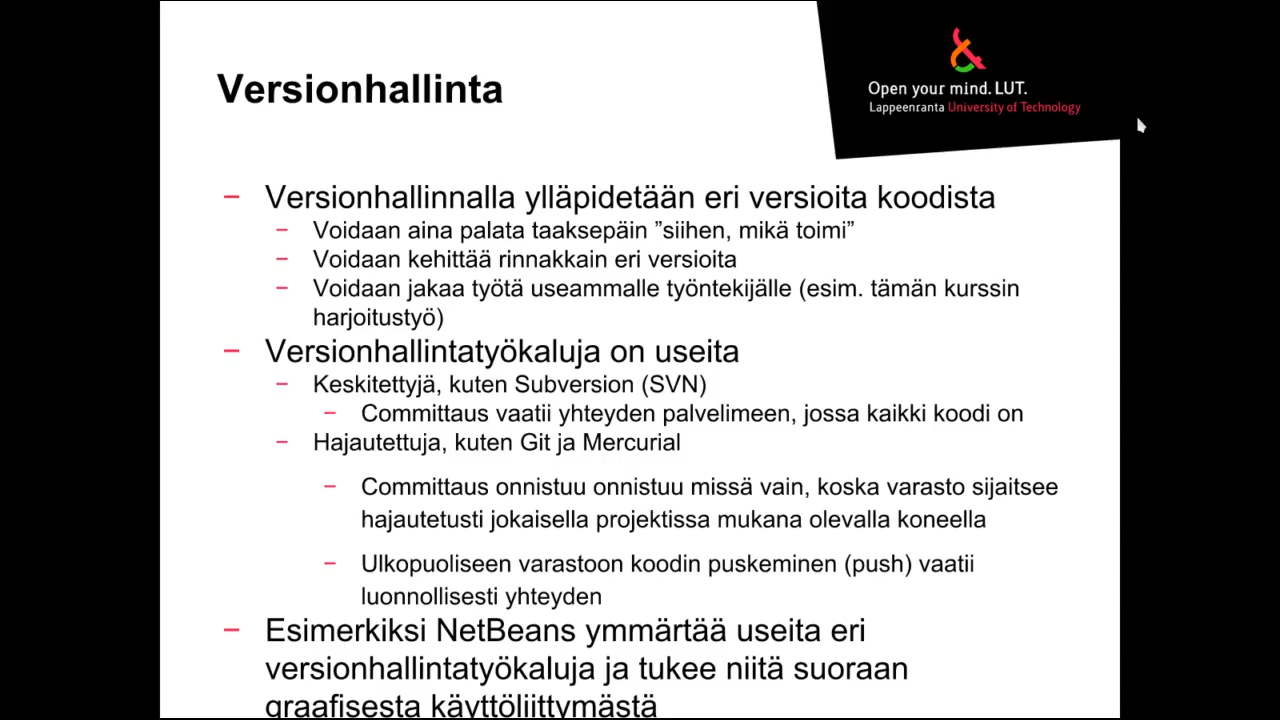 Versionhallinta
Open your mind. LUT.
Lappeenranta University of Technology
– Versionhallinnalla ylläpidetään eri versioita koodista
– Voidaan aina palata taaksepäin ”siihen, mikä toimi”
– Voidaan kehittää rinnakkain eri versioita
– Voidaan jakaa työtä useammalle työntekijälle (esim. tämän kurssin
harjoitustyö)
– Versionhallintatyökaluja on useita
– Keskitettyjä, kuten Subversion (SVN)
– Committaus vaatii yhteyden palvelimeen, jossa kaikki koodi on
– Hajautettuja, kuten Git ja Mercurial
– Committaus onnistuu onnistuu missä vain, koska varasto sijaitsee
hajautetusti jokaisella projektissa mukana olevalla koneella
– Ulkopuoliseen varastoon koodin puskeminen (push) vaatii
luonnollisesti yhteyden
– Esimerkiksi NetBeans ymmärtää useita eri
versionhallintatyökaluja ja tukee niitä suoraan
graafisesta käyttöliittymästä